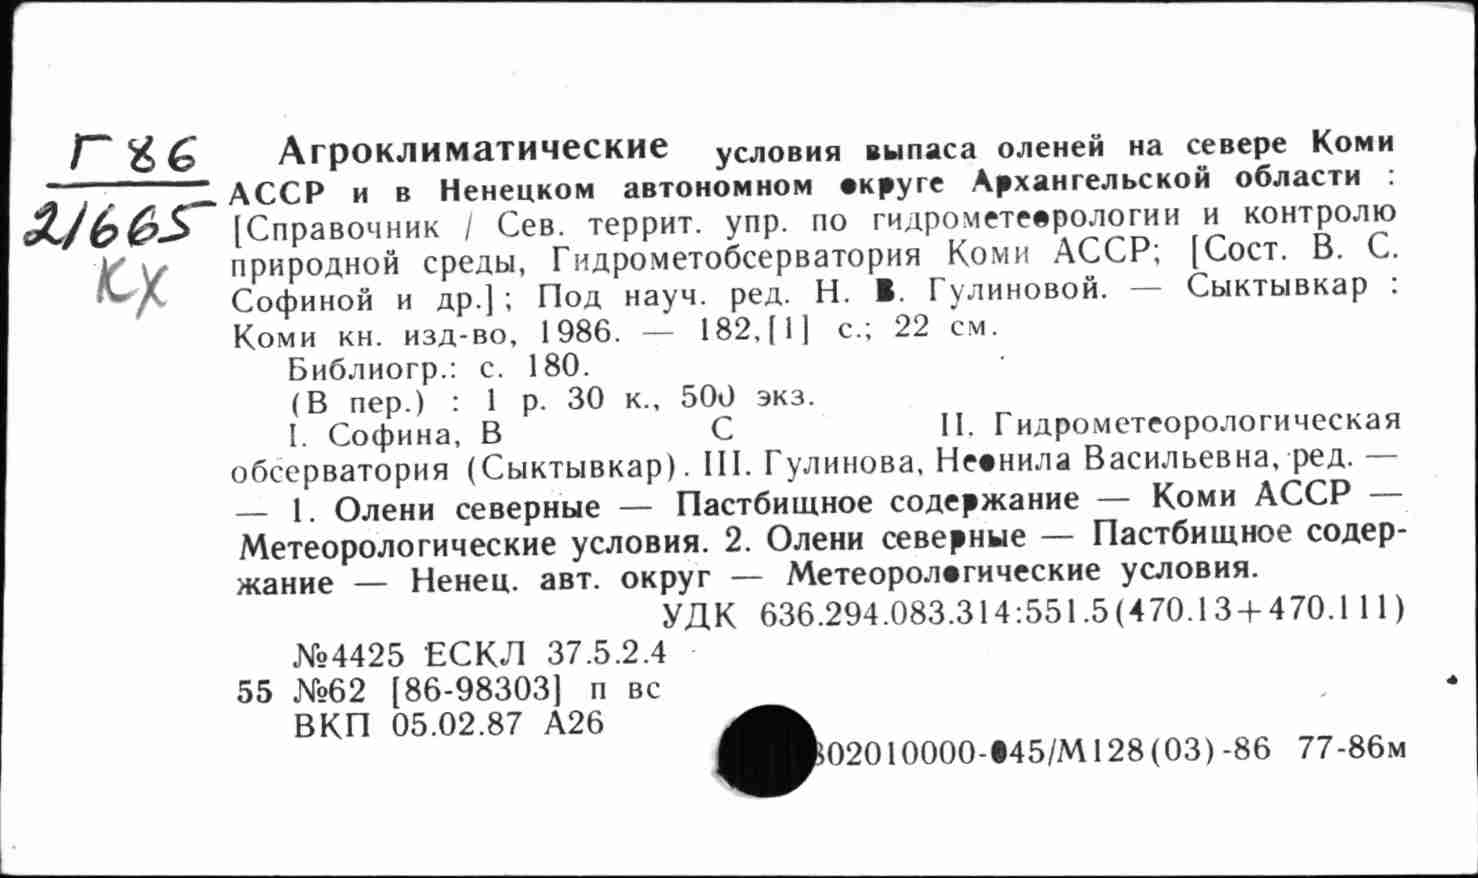 Г 86
21665
КХ
Агроклиматические условия выпаса оленей на севере Коми
АССР и в Ненецком автономном округе Архангельской области :
[Справочник / Сев. террит. упр. по гидрометеорологии и контролю
природной среды, Гидрометобсерватория Коми АССР; [Сост. В. С.
Софиной и др.] ; Под науч. ред. Н. В. Гулиновой. — Сыктывкар :
Коми кн. изд-во, 1986. — 182,[1] с.; 22 см.
Библиогр.: с. 180.
(В пер.) : 1 р. 30 к., 500 экз.
I. Софина, В С II. Гидрометеорологическая
обсерватория (Сыктывкар). III. Гулинова, Неонила Васильевна, ред. —
— 1. Олени северные — Пастбищное содержание — Коми АССР —
Метеорологические условия. 2. Олени северные — Пастбищное содер-
жание — Ненец. авт. округ — Метеорологические условия.
УДК 636.294.083.314:551.5(470.13+470.111)
№4425 ЕСКЛ 37.5.2.4
55 №62 [86-98303] п вс
ВКП 05.02.87 А26
02010000-045/М128(03)-86 77-86м